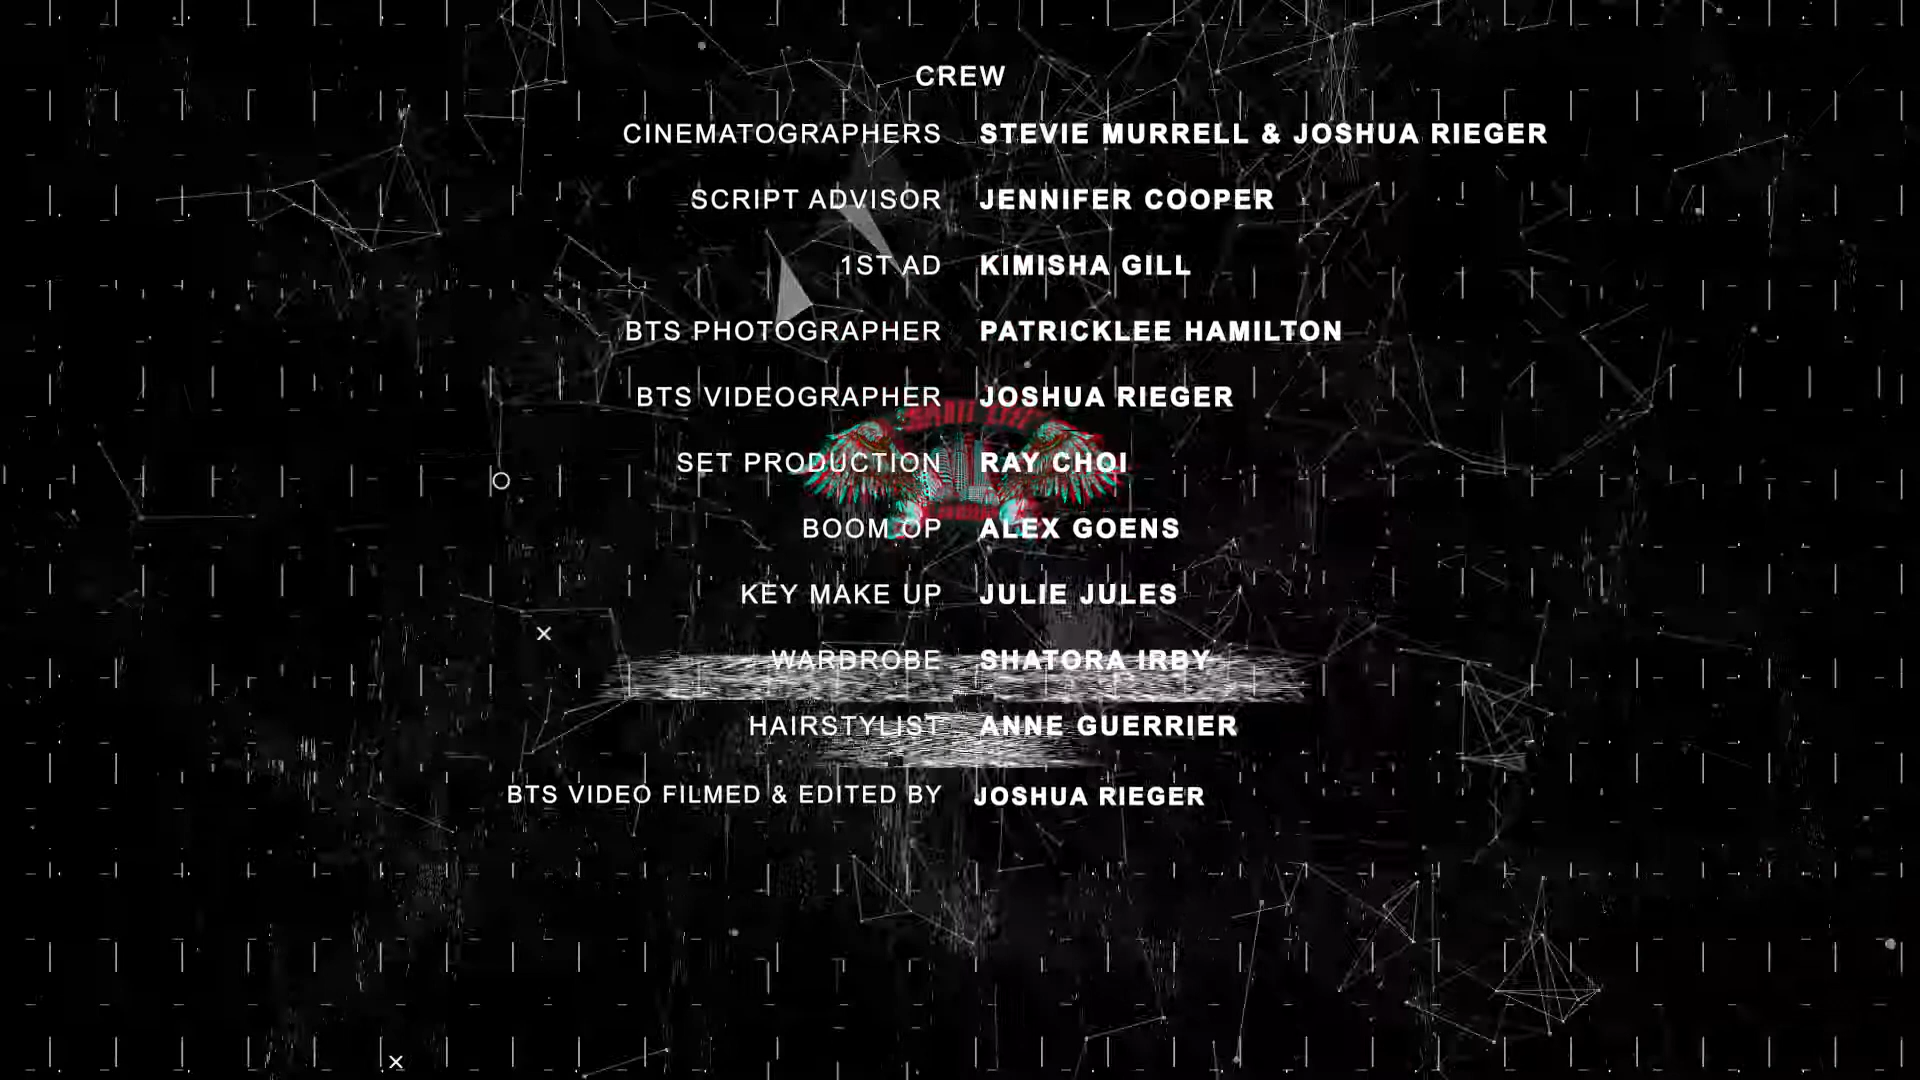 CREW
CINEMATOGRAPHERS STEVIE MURRELL & JOSHUA RIEGER
SCRIPT ADVISOR JENNIFER COOPER
1ST AD KIMISHA GILL
BTS PHOTOGRAPHER PATRICKLEE HAMILTON
BTS VIDEOGRAPHER JOSHUA RIEGER
SET PRODUCTION RAY CHOI
BOOM OP ALEX GOENS
KEY MAKE UP JULIE JULES
WARDROBE SHATORA IRBY
HAIRSTYLIST ANNE GUERRIER
BTS VIDEO FILMED & EDITED BY JOSHUA RIEGER